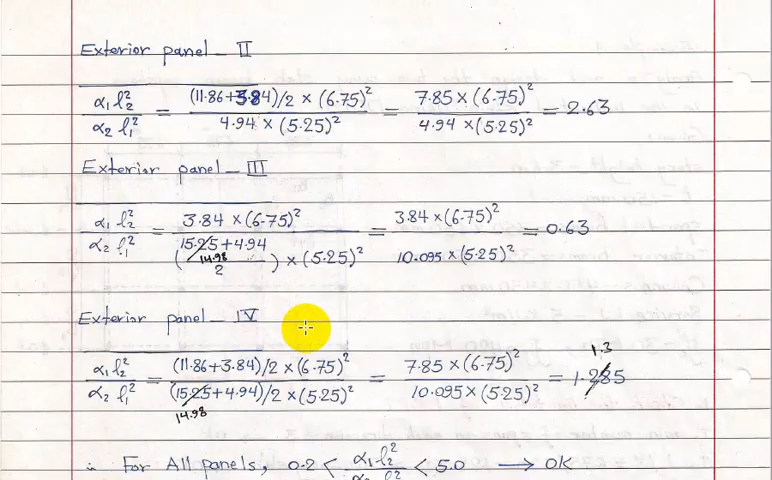 Exterior panel - II
α₁ l₂² / α₂ l₁² = (11.86+3.84)/2 × (6.75)² / 4.94 × (5.25)² = 7.85 × (6.75)² / 4.94 × (5.25)² = 2.63
Exterior panel - III
α₁ l₂² / α₂ l₁² = 3.84 × (6.75)² / (15.25 14.98 + 4.94 / 2) × (5.25)² = 3.84 × (6.75)² / 10.095 × (5.25)² = 0.63
Exterior panel - IV
α₁ l₂² / α₂ l₁² = (11.86+3.84)/2 × (6.75)² / (15.25 14.98 + 4.94)/2 × (5.25)² = 7.85 × (6.75)² / 10.095 × (5.25)² = 1.285 1.3
∴ For All panels, 0.2 < α₁ l₂² / α₂ l₁² < 5.0 → OK